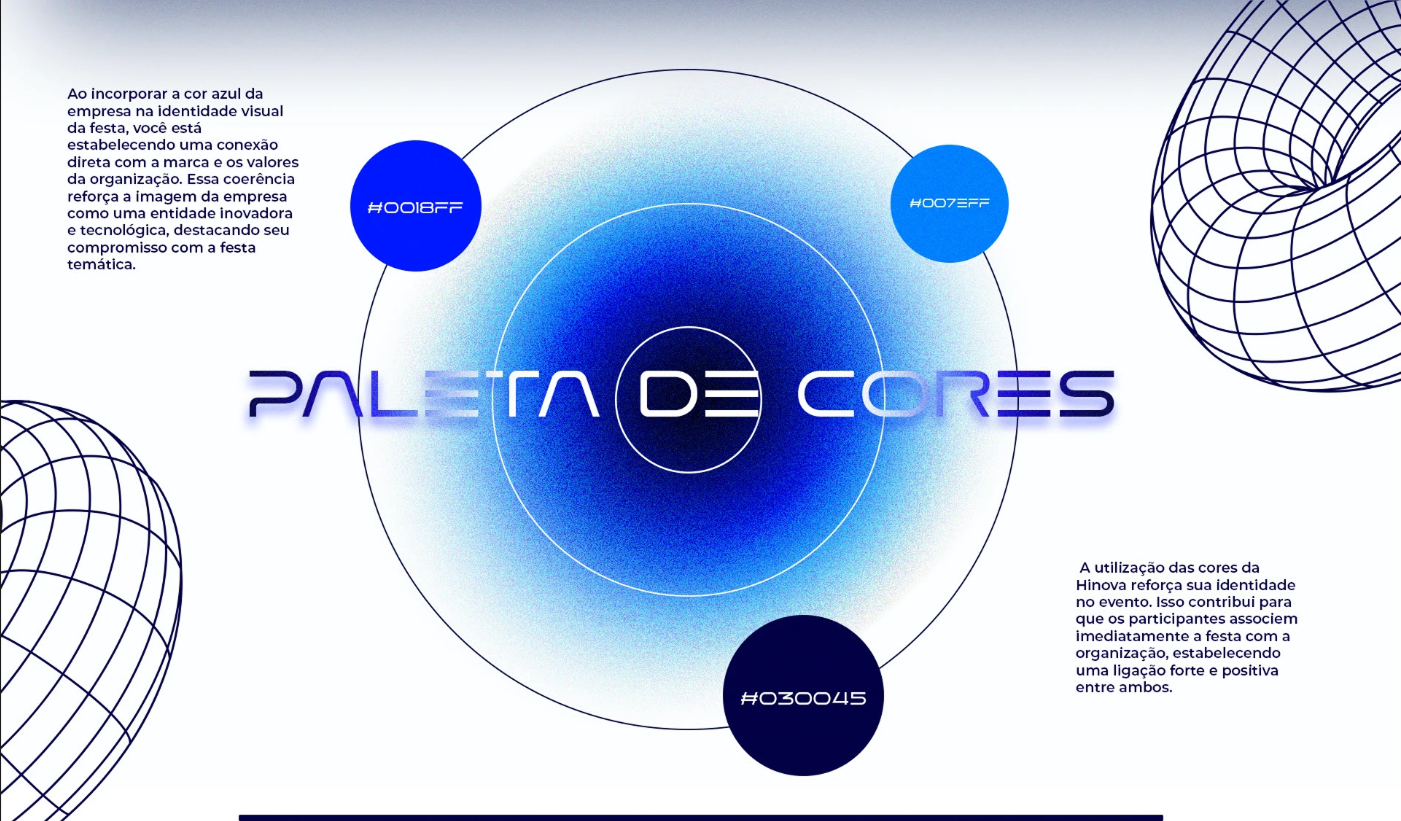 Ao incorporar a cor azul da
empresa na identidade visual
da festa, você está
estabelecendo uma conexão
direta com a marca e os valores
da organização. Essa coerência
reforça a imagem da empresa
como uma entidade inovadora
e tecnológica, destacando seu
compromisso com a festa
temática.
#0018FF
#007EFF
PALETA DE CORES
A utilização das cores da
Hinova reforça sua identidade
no evento. Isso contribui para
que os participantes associem
imediatamente a festa com a
organização, estabelecendo
uma ligação forte e positiva
entre ambos.
#030045